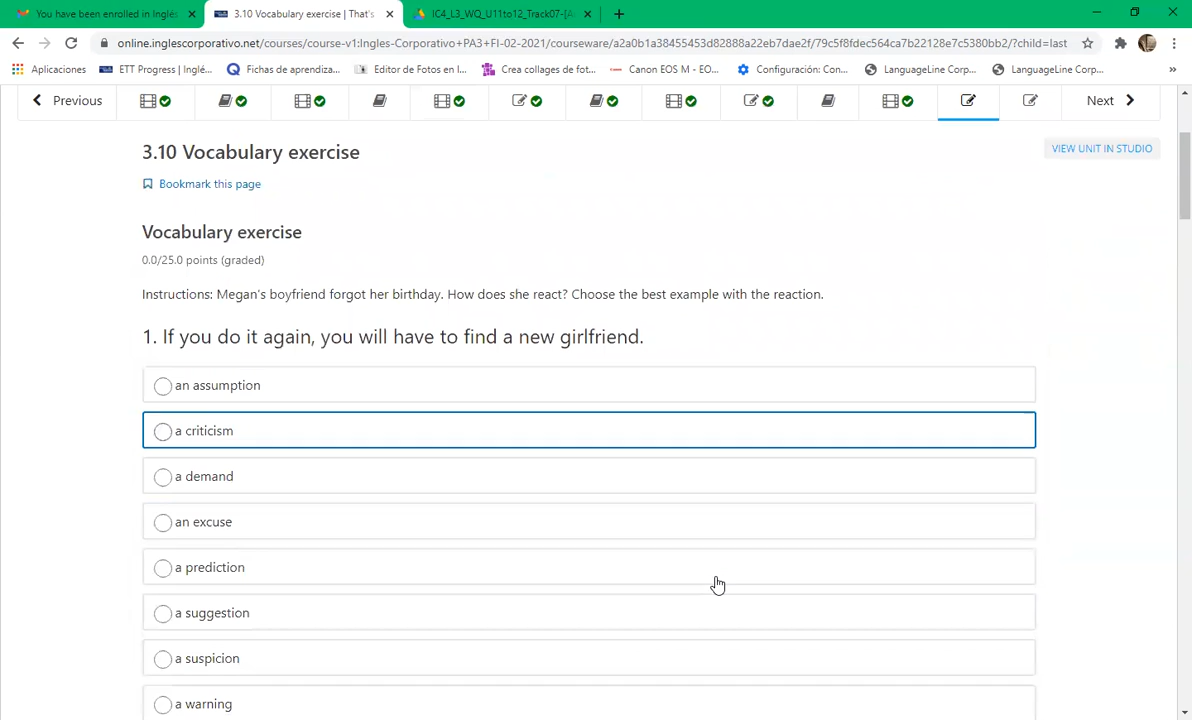 You have been enrolled in Inglés
3.10 Vocabulary exercise | That's
IC4_L3_WQ_U11to12_Track07-[A
online.inglescorporativo.net/courses/course-v1:Ingles-Corporativo+PA3+FI-02-2021/courseware/a2a0b1a38455453d82888a22eb7dae2f/79c5f8fdec564ca7b22128e7c5380bb2/?child=last
Aplicaciones
ETT Progress | Inglé...
Fichas de aprendiza...
Editor de Fotos en l...
Crea collages de fot...
Canon EOS M - EO...
Configuración: Con...
LanguageLine Corp...
LanguageLine Corp...
Previous
Next
3.10 Vocabulary exercise
VIEW UNIT IN STUDIO
Bookmark this page
Vocabulary exercise
0.0/25.0 points (graded)
Instructions: Megan's boyfriend forgot her birthday. How does she react? Choose the best example with the reaction.
1. If you do it again, you will have to find a new girlfriend.
an assumption
a criticism
a demand
an excuse
a prediction
a suggestion
a suspicion
a warning